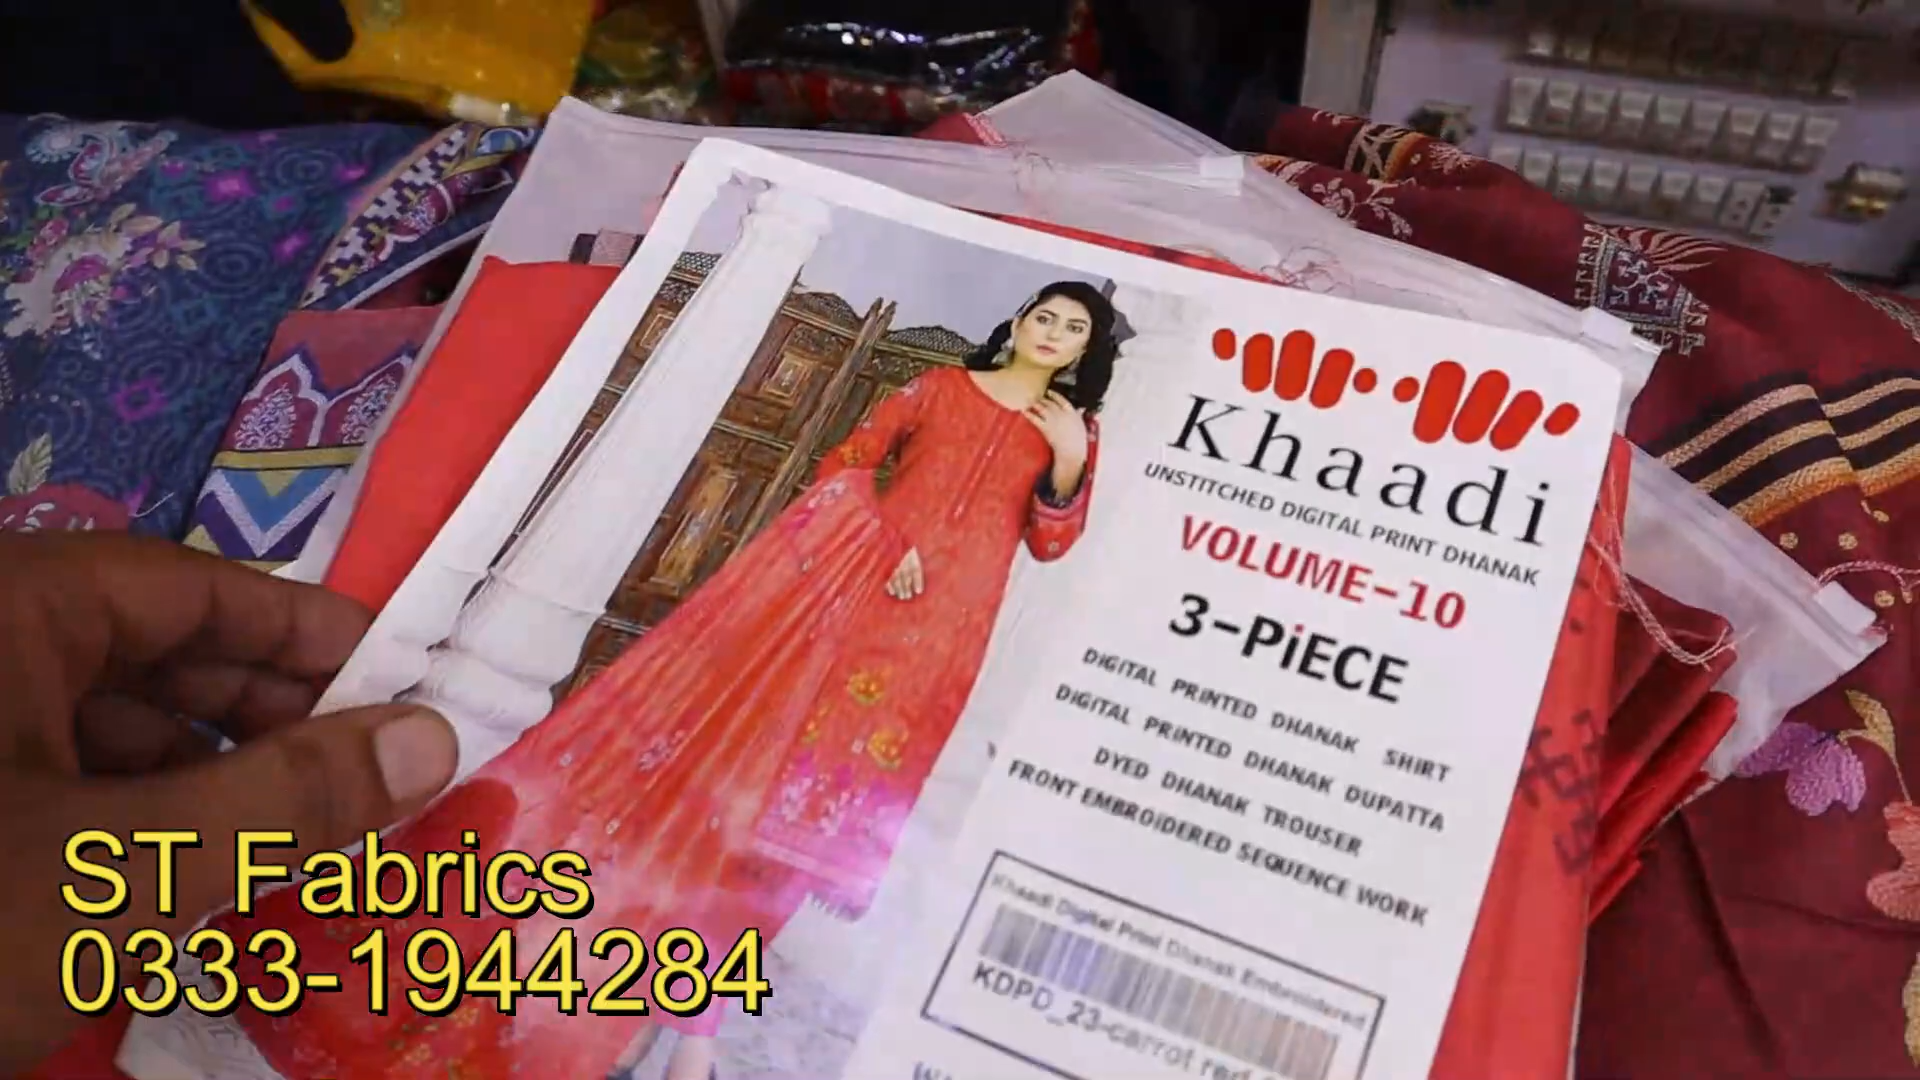 Khaadi
UNSTITCHED DIGITAL PRINT DHANAK
VOLUME-10
3-PiECE
DIGITAL PRINTED DHANAK SHIRT
DIGITAL PRINTED DHANAK DUPATTA
DYED DHANAK TROUSER
FRONT EMBROiDERED SEQUENCE WORK
Khaadi Digital Print Dhanak Embroidered
KDPD_23-carrot red
ST Fabrics
0333-1944284